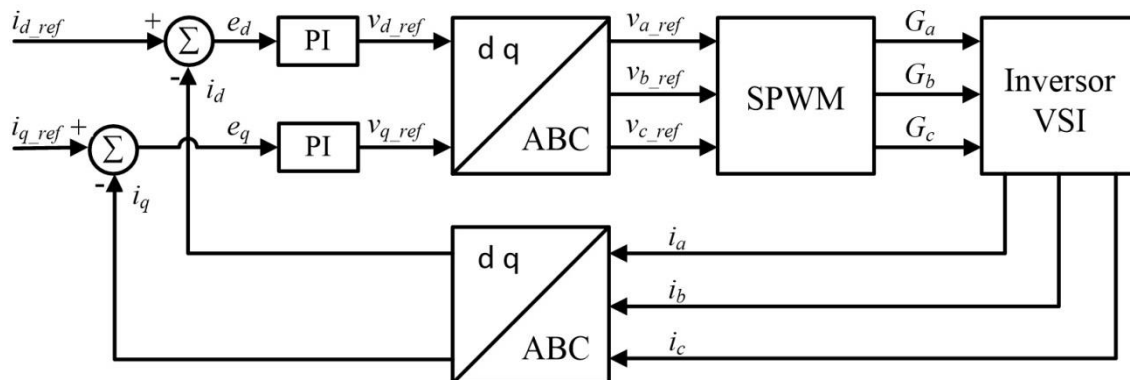 i_d_ref + Σ e_d PI v_d_ref d q v_a_ref G_a
- i_d v_b_ref SPWM G_b Inversor
VSI
i_q_ref + Σ e_q PI v_q_ref ABC v_c_ref G_c
- i_q
d q i_a
i_b
ABC i_c